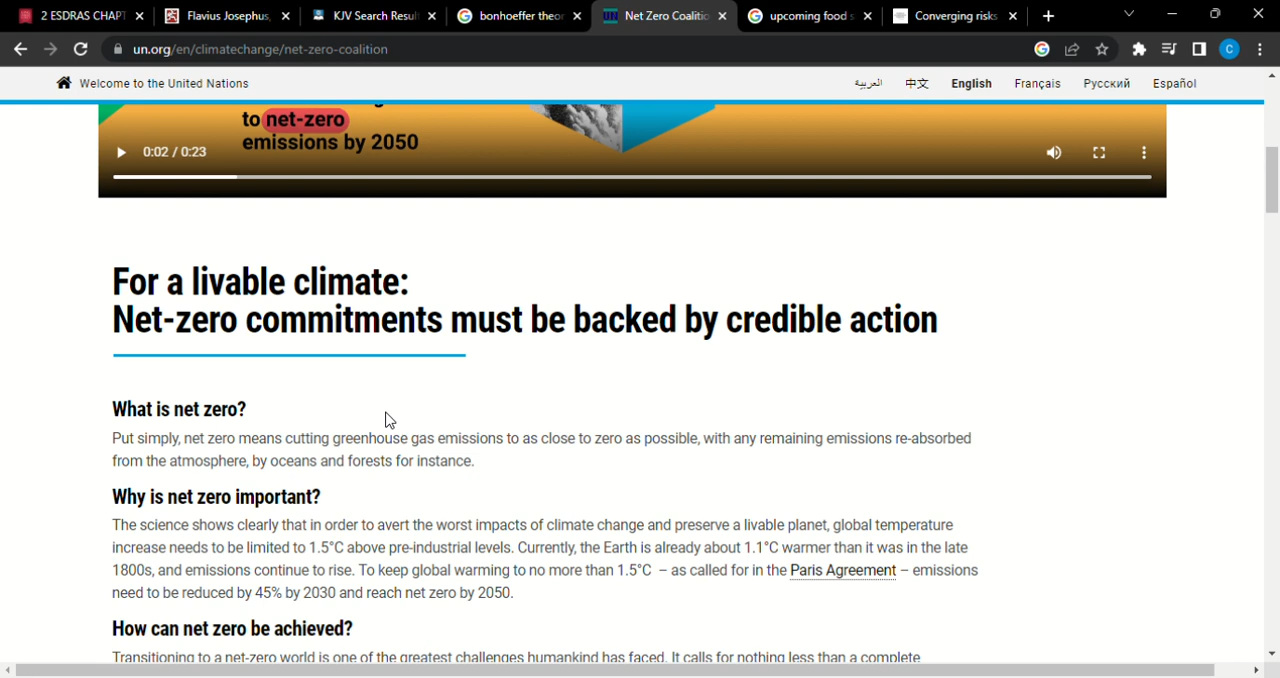 2 ESDRAS CHAPT
Flavius Josephus,
KJV Search Resul
bonhoeffer theor
Net Zero Coalitio
upcoming food s
Converging risks
un.org/en/climatechange/net-zero-coalition
Welcome to the United Nations
العربية 中文 English Français Русский Español
to net-zero
emissions by 2050
0:02 / 0:23
For a livable climate:
Net-zero commitments must be backed by credible action
What is net zero?
Put simply, net zero means cutting greenhouse gas emissions to as close to zero as possible, with any remaining emissions re-absorbed
from the atmosphere, by oceans and forests for instance.
Why is net zero important?
The science shows clearly that in order to avert the worst impacts of climate change and preserve a livable planet, global temperature
increase needs to be limited to 1.5°C above pre-industrial levels. Currently, the Earth is already about 1.1°C warmer than it was in the late
1800s, and emissions continue to rise. To keep global warming to no more than 1.5°C – as called for in the Paris Agreement – emissions
need to be reduced by 45% by 2030 and reach net zero by 2050.
How can net zero be achieved?
Transitioning to a net-zero world is one of the greatest challenges humankind has faced. It calls for nothing less than a complete